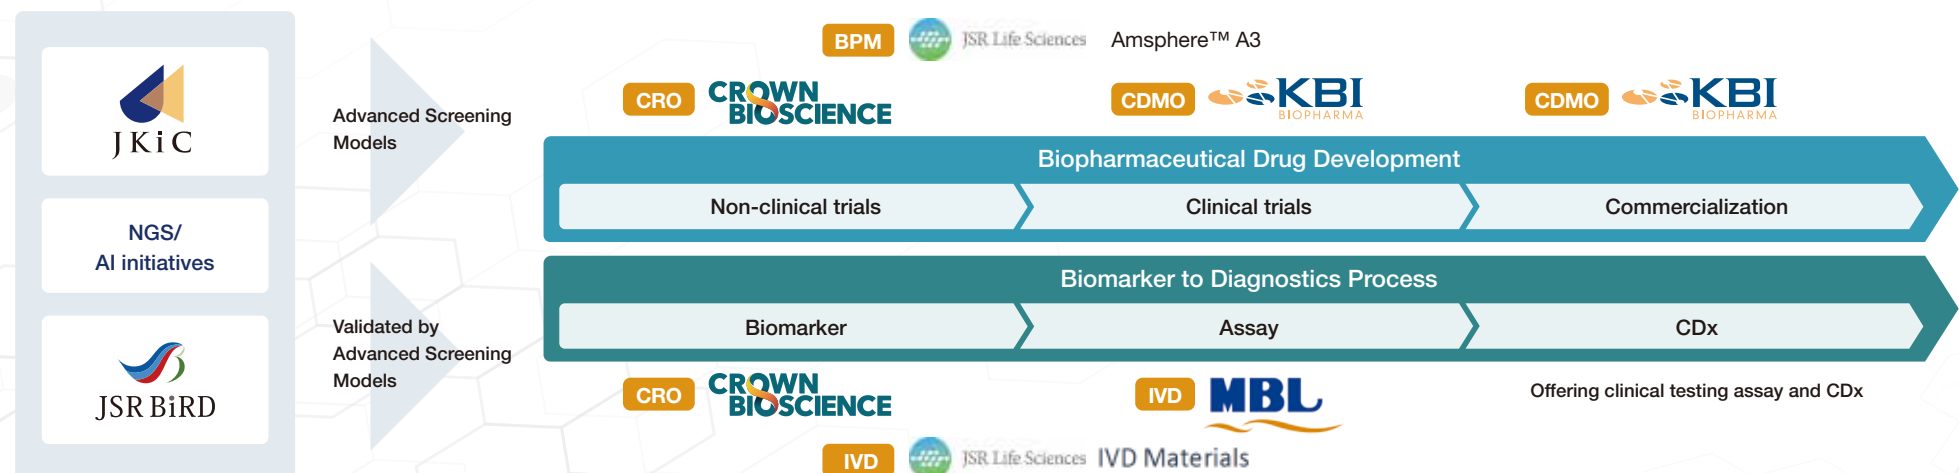 JKiC
NGS/
AI initiatives
JSR BiRD
Advanced Screening
Models
Validated by
Advanced Screening
Models
BPM JSR Life Sciences Amsphere™ A3
CRO CROWN
BIOSCIENCE
CDMO KBI
BIOPHARMA
CDMO KBI
BIOPHARMA
Biopharmaceutical Drug Development
Non-clinical trials Clinical trials Commercialization
Biomarker to Diagnostics Process
Biomarker Assay CDx
CRO CROWN
BIOSCIENCE
IVD MBL
Offering clinical testing assay and CDx
IVD JSR Life Sciences IVD Materials